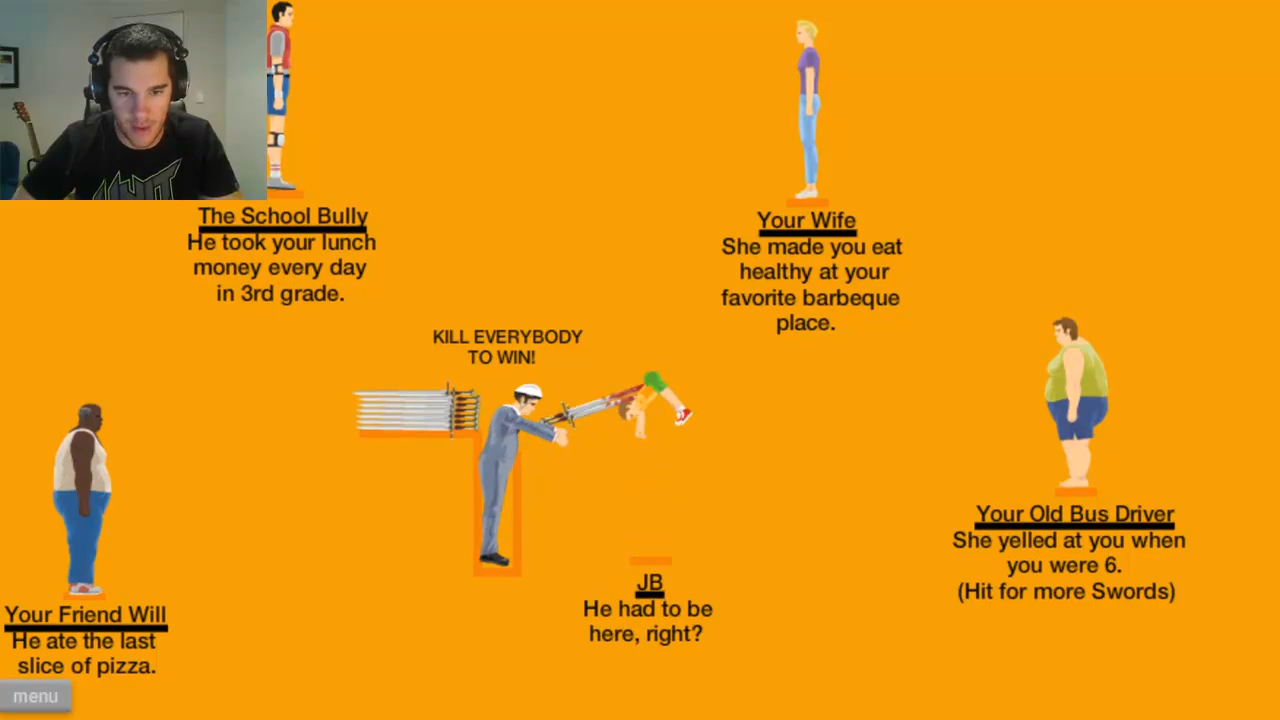 The School Bully
He took your lunch
money every day
in 3rd grade.
Your Wife
She made you eat
healthy at your
favorite barbeque
place.
KILL EVERYBODY
TO WIN!
Your Old Bus Driver
She yelled at you when
you were 6.
(Hit for more Swords)
JB
He had to be
here, right?
Your Friend Will
He ate the last
slice of pizza.
menu